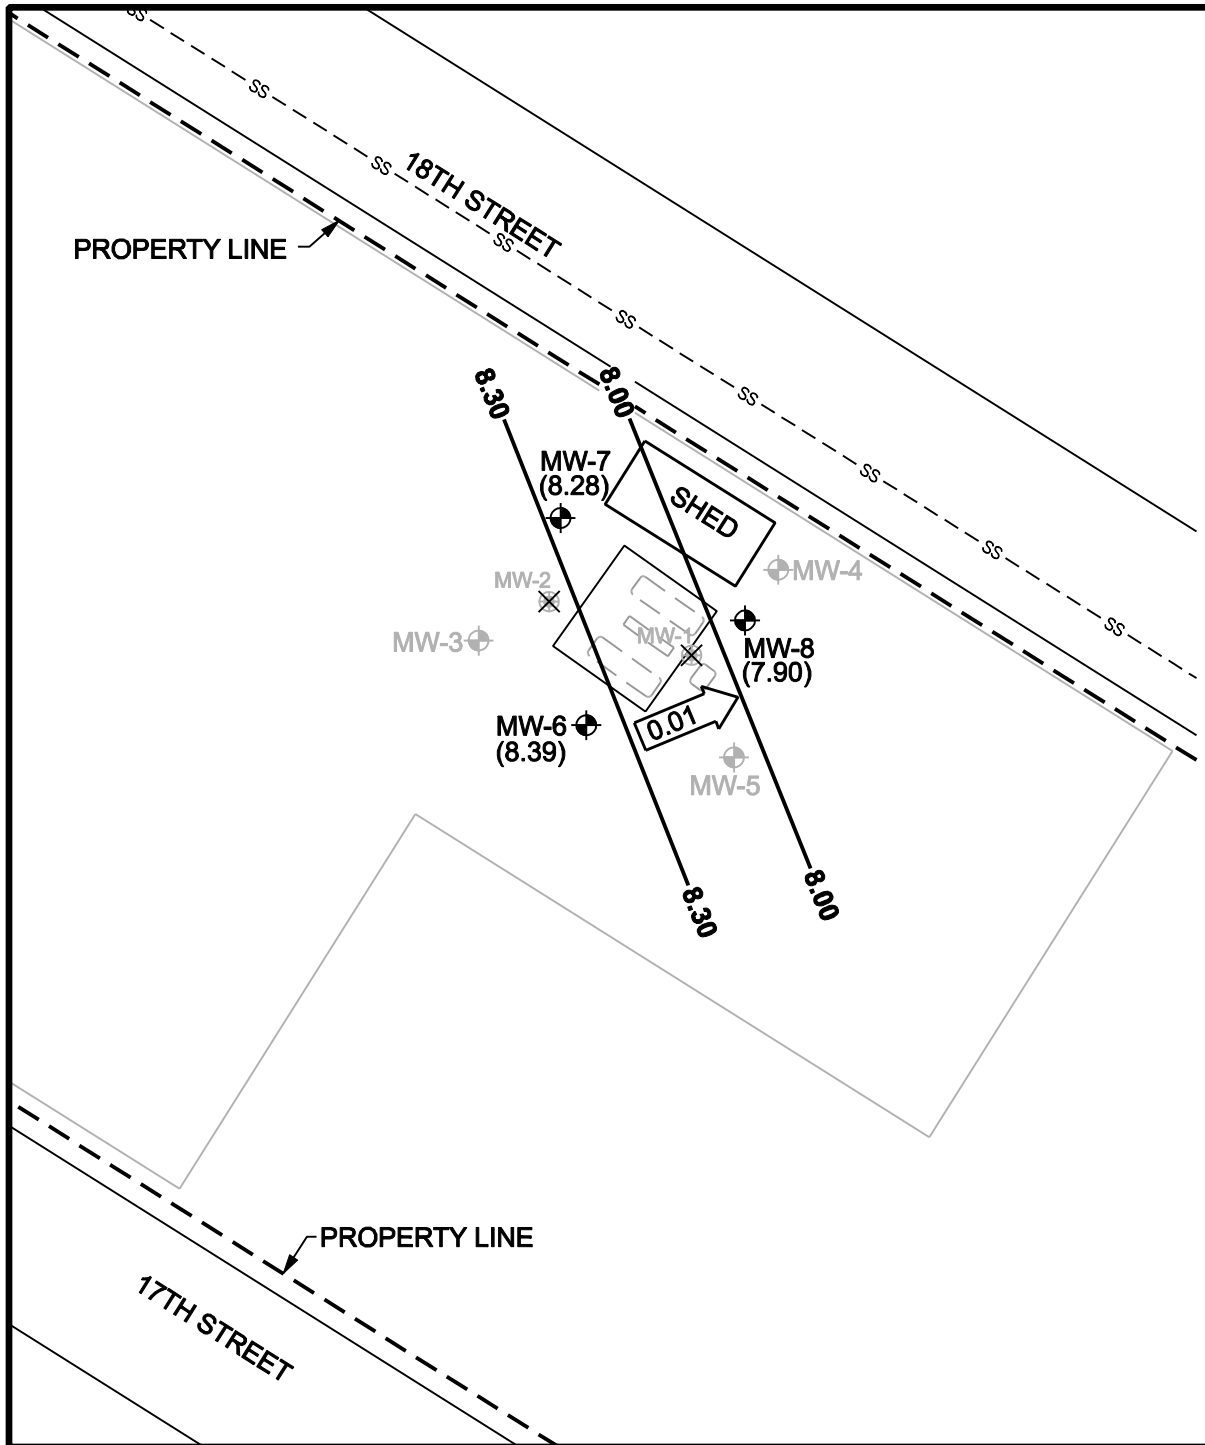 SS
SS
SS
18TH STREET
SS
PROPERTY LINE
SS
8.30
8.00
SS
MW-7
(8.28)
SS
SHED
SS
MW-4
MW-2
SS
MW-3
MW-1
MW-8
(7.90)
0.01
MW-6
(8.39)
MW-5
8.00
8.30
PROPERTY LINE
17TH STREET